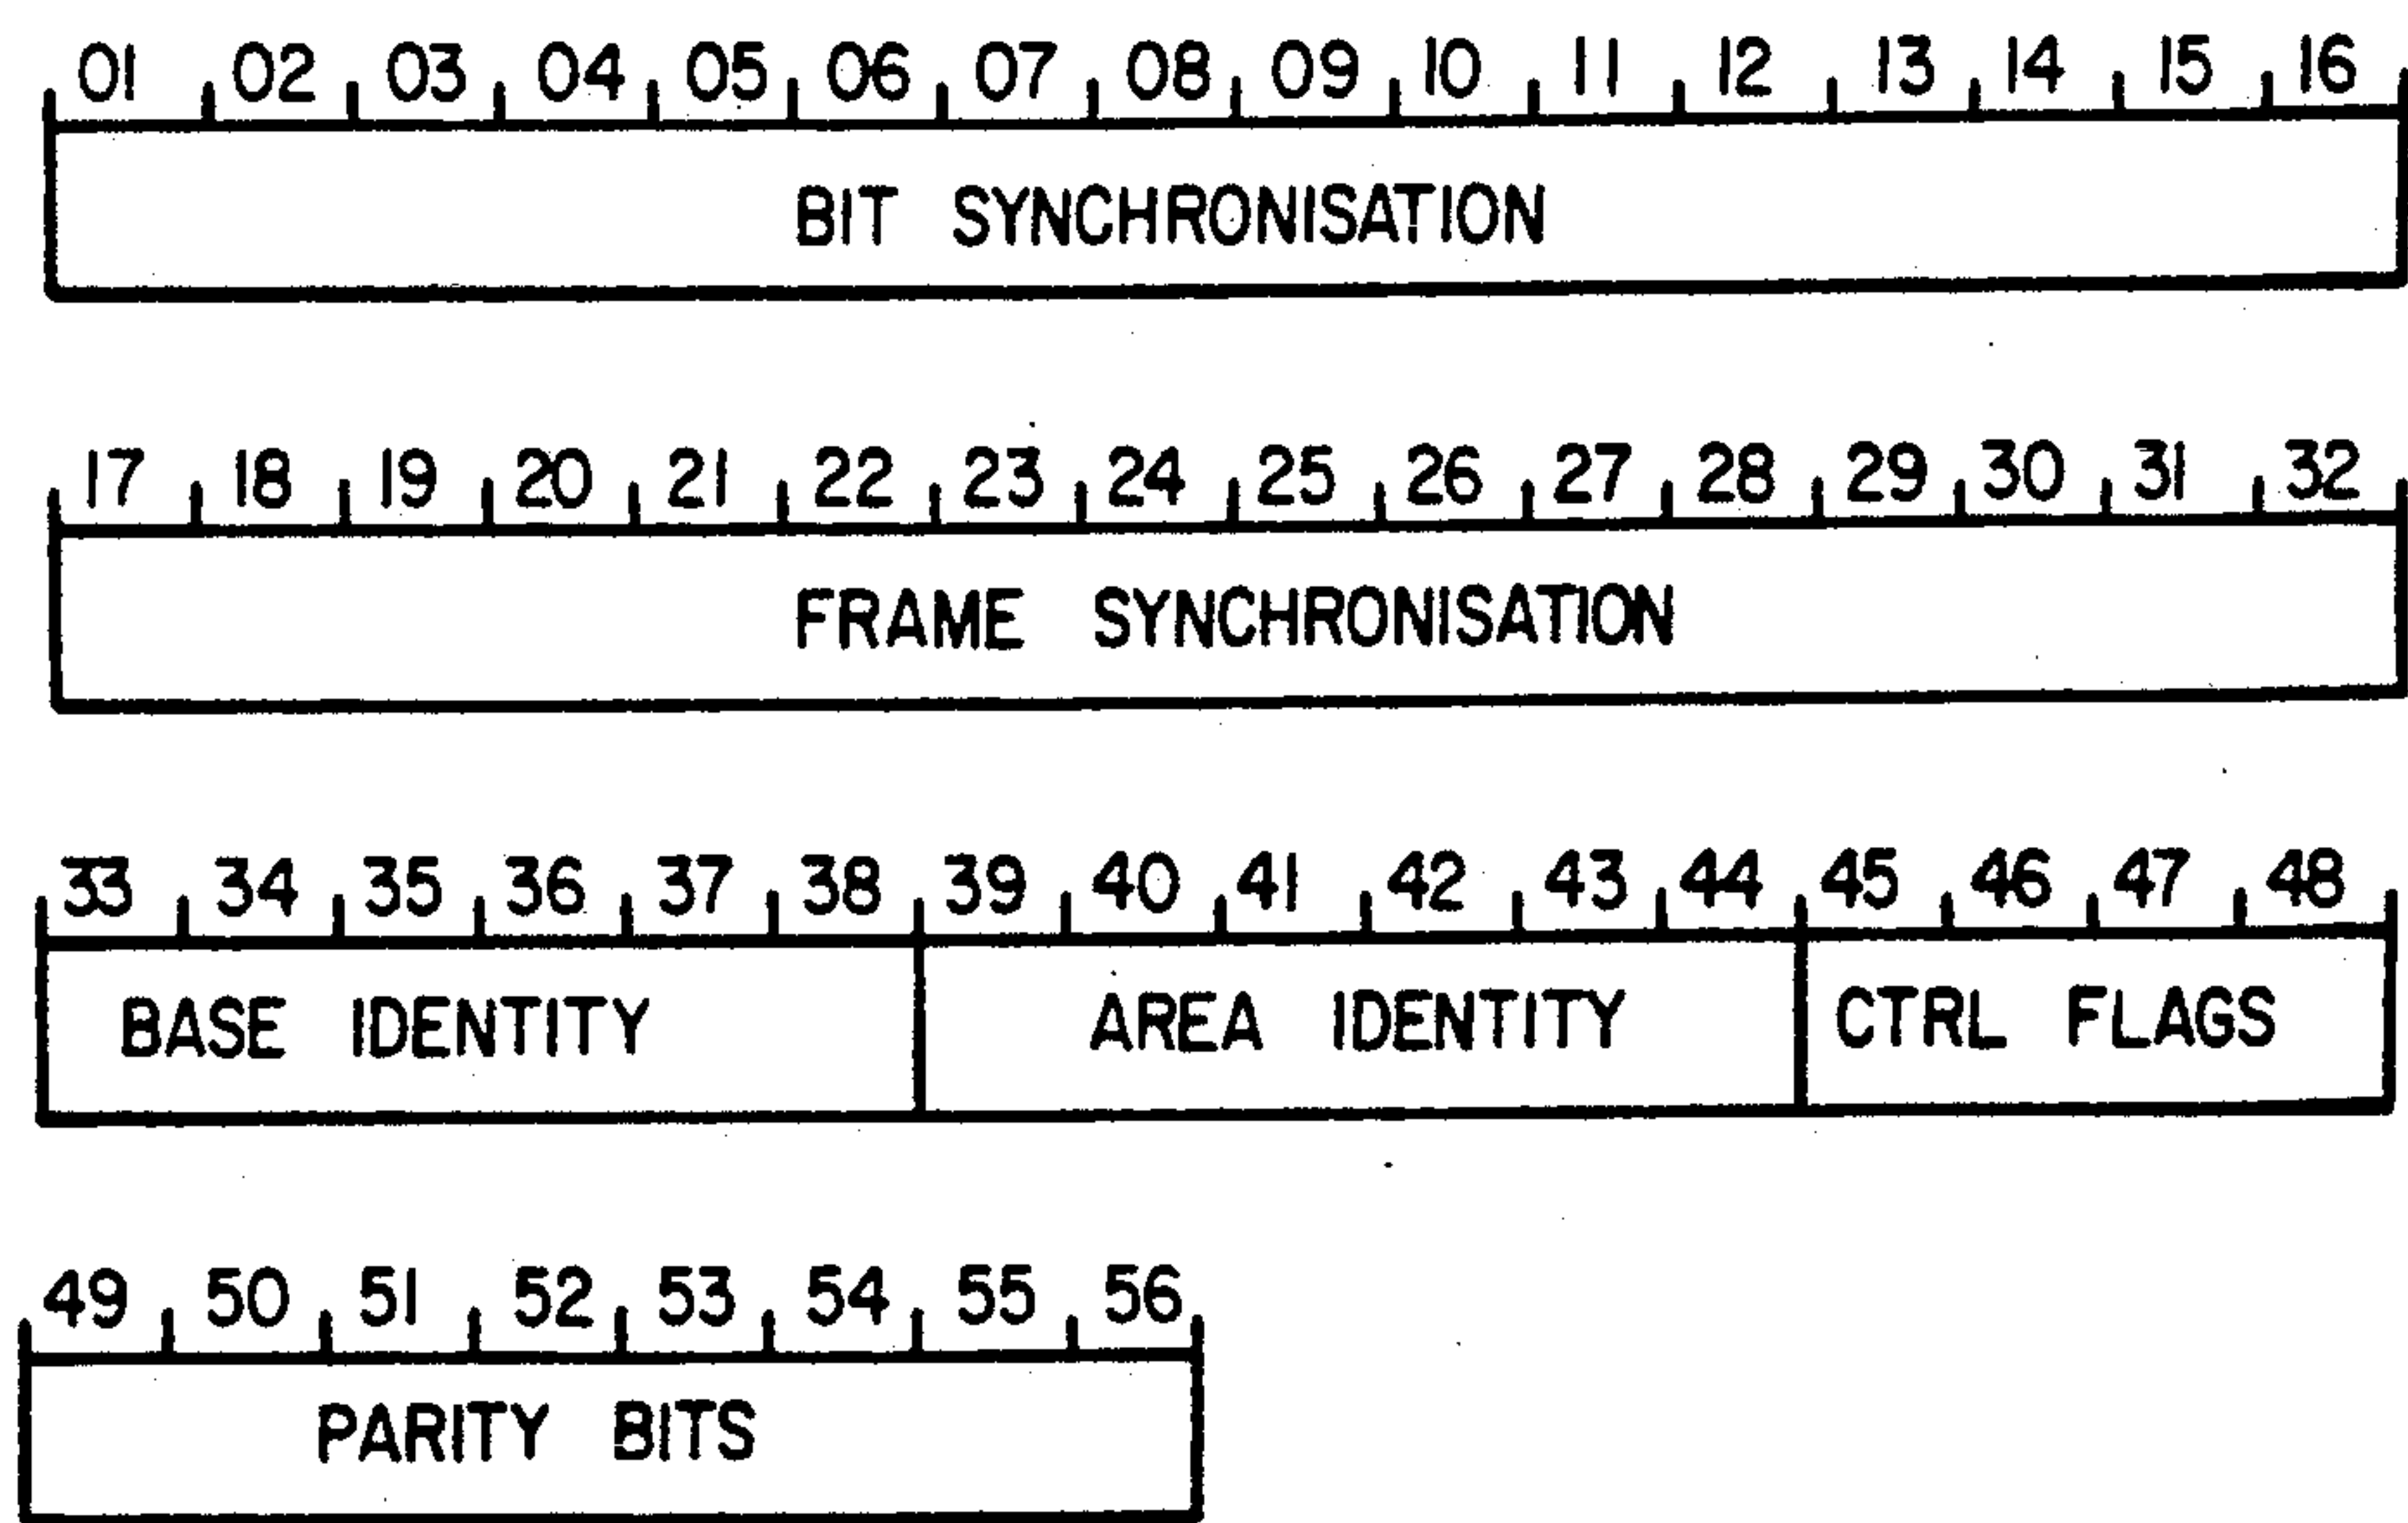 01 02 03 04 05 06 07 08 09 10 11 12 13 14 15 16
BIT SYNCHRONISATION
17 18 19 20 21 22 23 24 25 26 27 28 29 30 31 32
FRAME SYNCHRONISATION
33 34 35 36 37 38 39 40 41 42 43 44 45 46 47 48
BASE IDENTITY AREA IDENTITY CTRL FLAGS
49 50 51 52 53 54 55 56
PARITY BITS